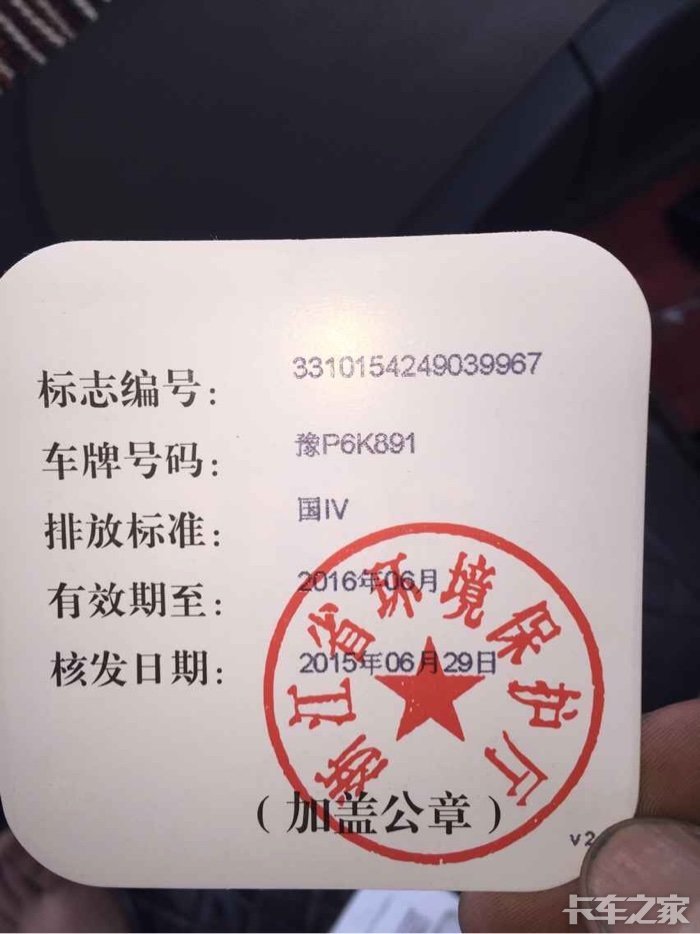 标志编号： 3310154249039967
车牌号码： 豫P6K891
排放标准： 国IV
有效期至： 2016年06月
核发日期： 2015年06月29日
浙江省环境保护厅
（加盖公章）
v2
卡车之家